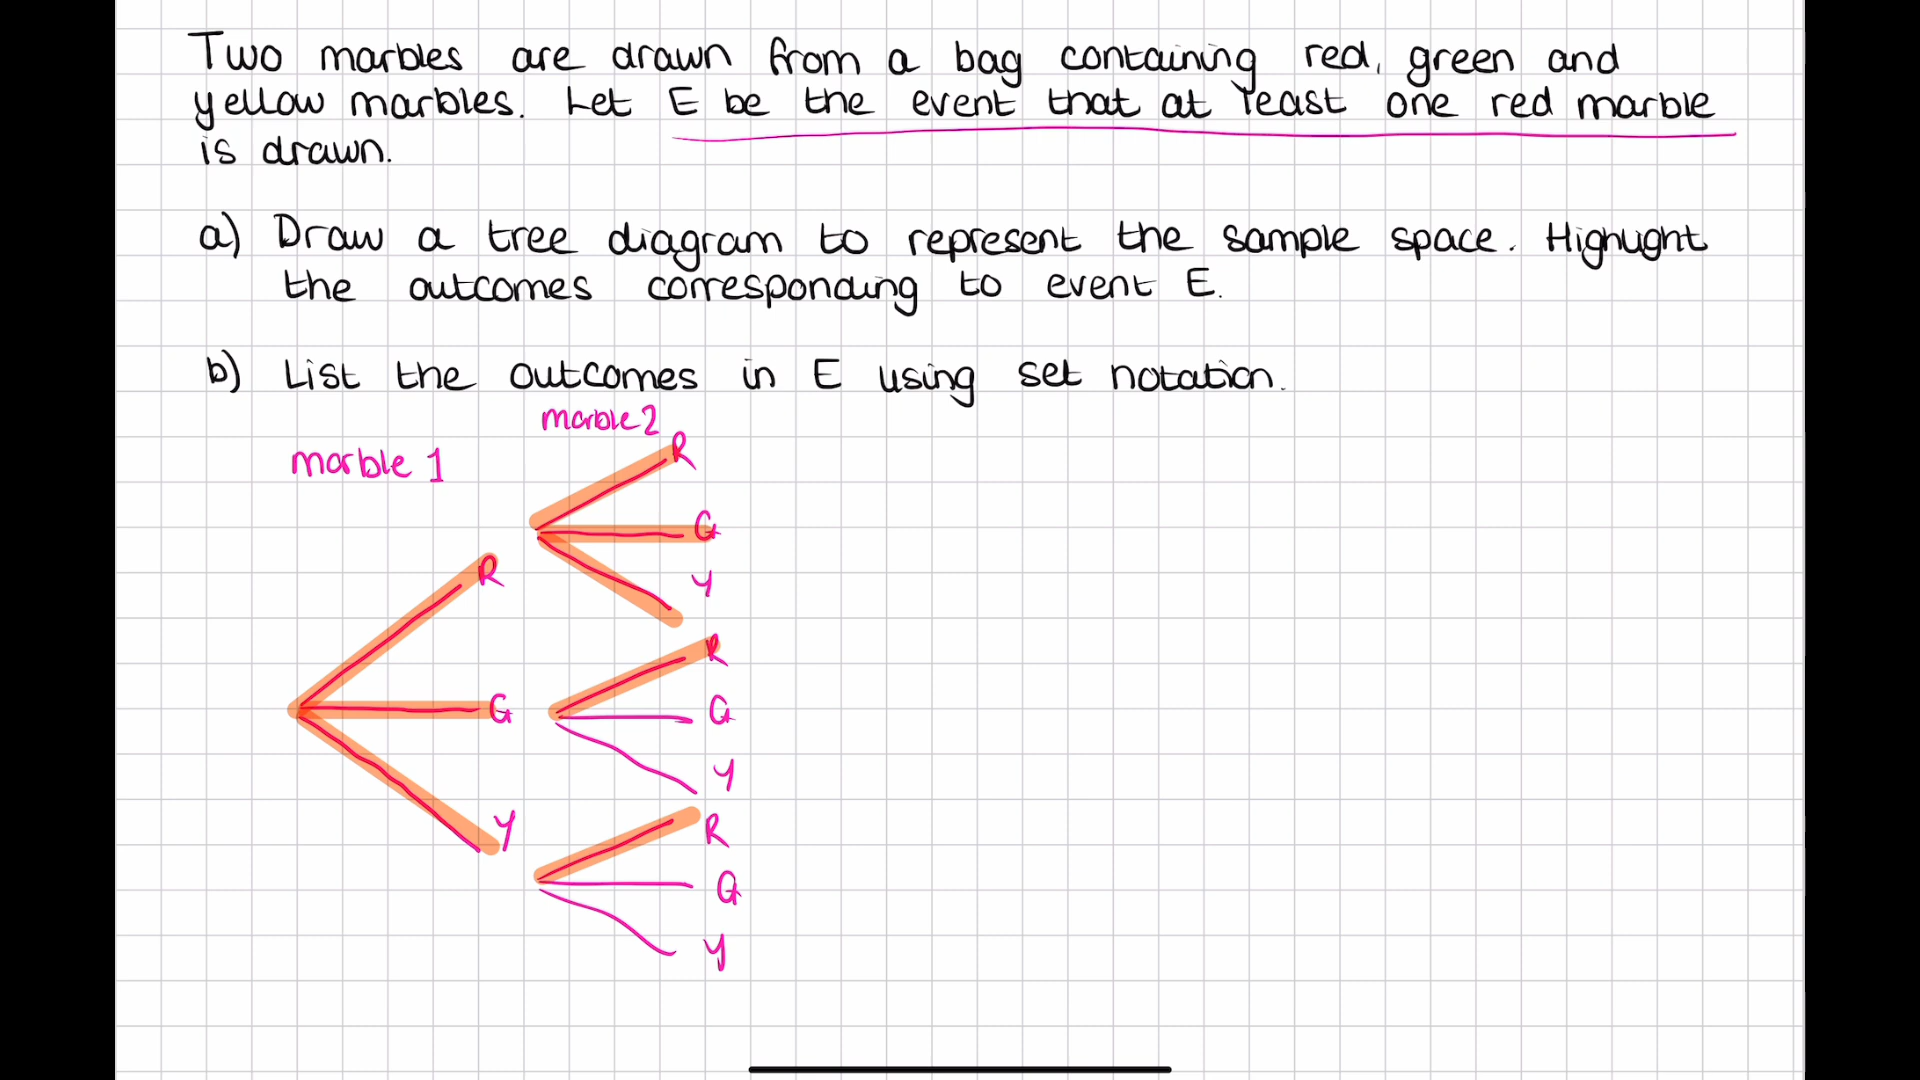 Two marbles are drawn from a bag containing red, green and
yellow marbles. Let E be the event that at least one red marble
is drawn.
a) Draw a tree diagram to represent the sample space. Highlight
the outcomes corresponding to event E.
b) List the outcomes in E using set notation.
marble 2
marble 1
R
G
Y
R
G
Y
R
G
Y
R
G
Y